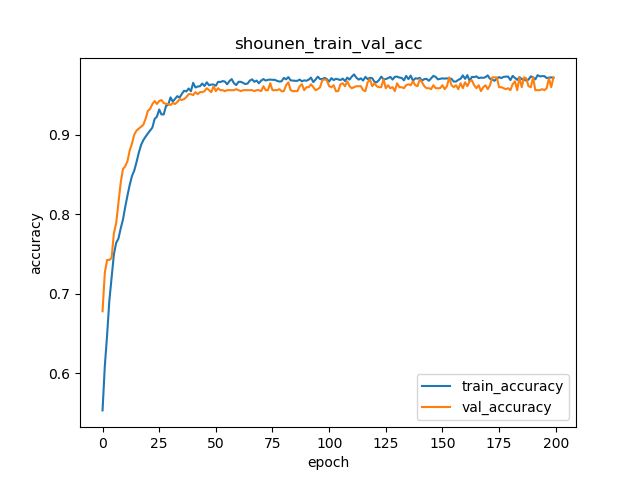 shounen_train_val_acc
accuracy
0.9
0.8
0.7
0.6
train_accuracy
val_accuracy
0 25 50 75 100 125 150 175 200
epoch